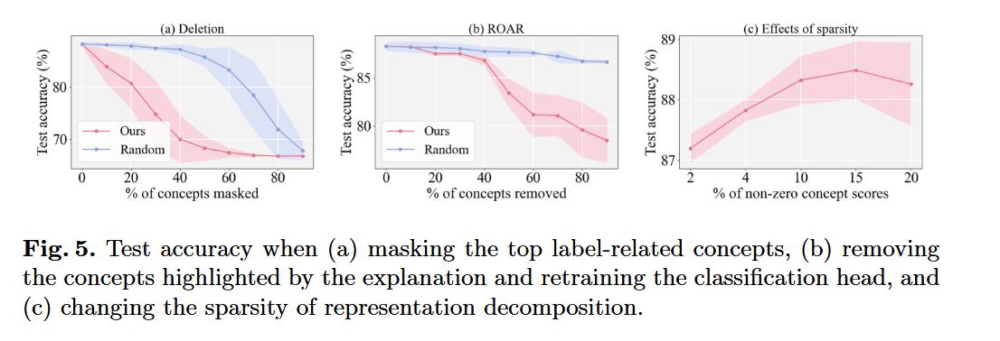 (a) Deletion
Test accuracy (%)
80
70
Ours
Random
0 20 40 60 80
% of concepts masked
(b) ROAR
Test accuracy (%)
85
80
Ours
Random
0 20 40 60 80
% of concepts removed
(c) Effects of sparsity
Test accuracy (%)
89
88
87
2 4 10 15 20
% of non-zero concept scores
Fig. 5. Test accuracy when (a) masking the top label-related concepts, (b) removing
the concepts highlighted by the explanation and retraining the classification head, and
(c) changing the sparsity of representation decomposition.